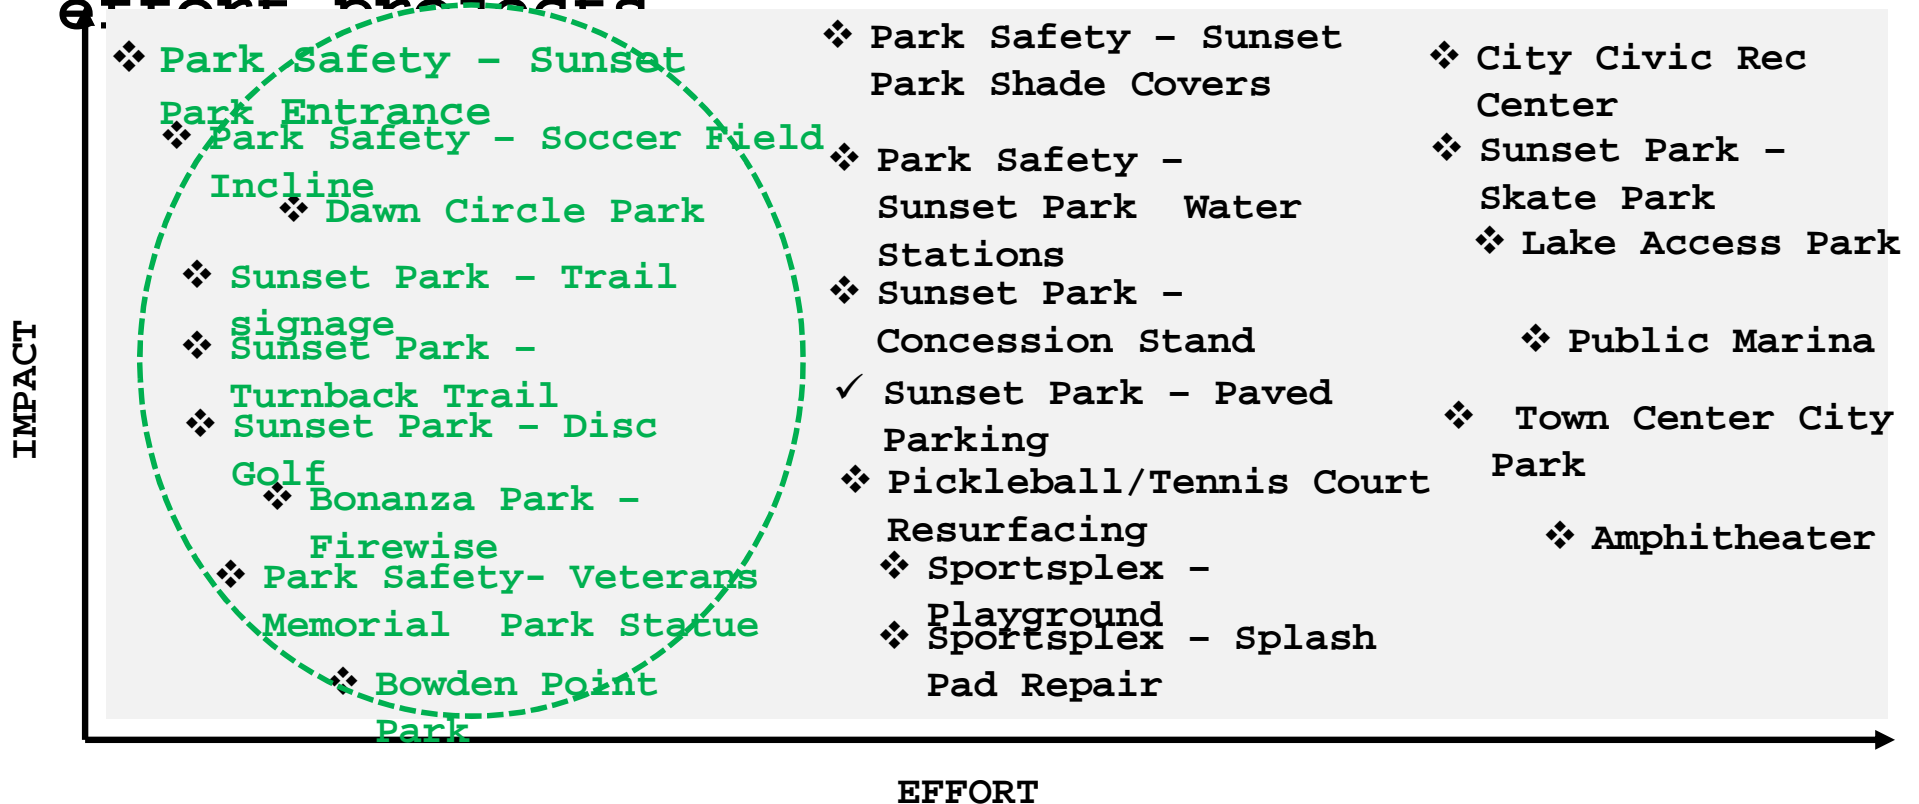 effort projects
Park Safety – Sunset
Park Entrance
Park Safety – Soccer Field
Incline
Dawn Circle Park
Sunset Park – Trail
signage
Sunset Park –
Turnback Trail
Sunset Park – Disc
Golf
Bonanza Park –
Firewise
Park Safety- Veterans
Memorial  Park Statue
Bowden Point
Park
Park Safety – Sunset
Park Shade Covers
Park Safety –
Sunset Park  Water
Stations
Sunset Park –
Concession Stand
Sunset Park – Paved
Parking
Pickleball/Tennis Court
Resurfacing
Sportsplex –
Playground
Sportsplex – Splash
Pad Repair
City Civic Rec
Center
Sunset Park –
Skate Park
Lake Access Park
Public Marina
Town Center City
Park
Amphitheater
IMPACT
EFFORT